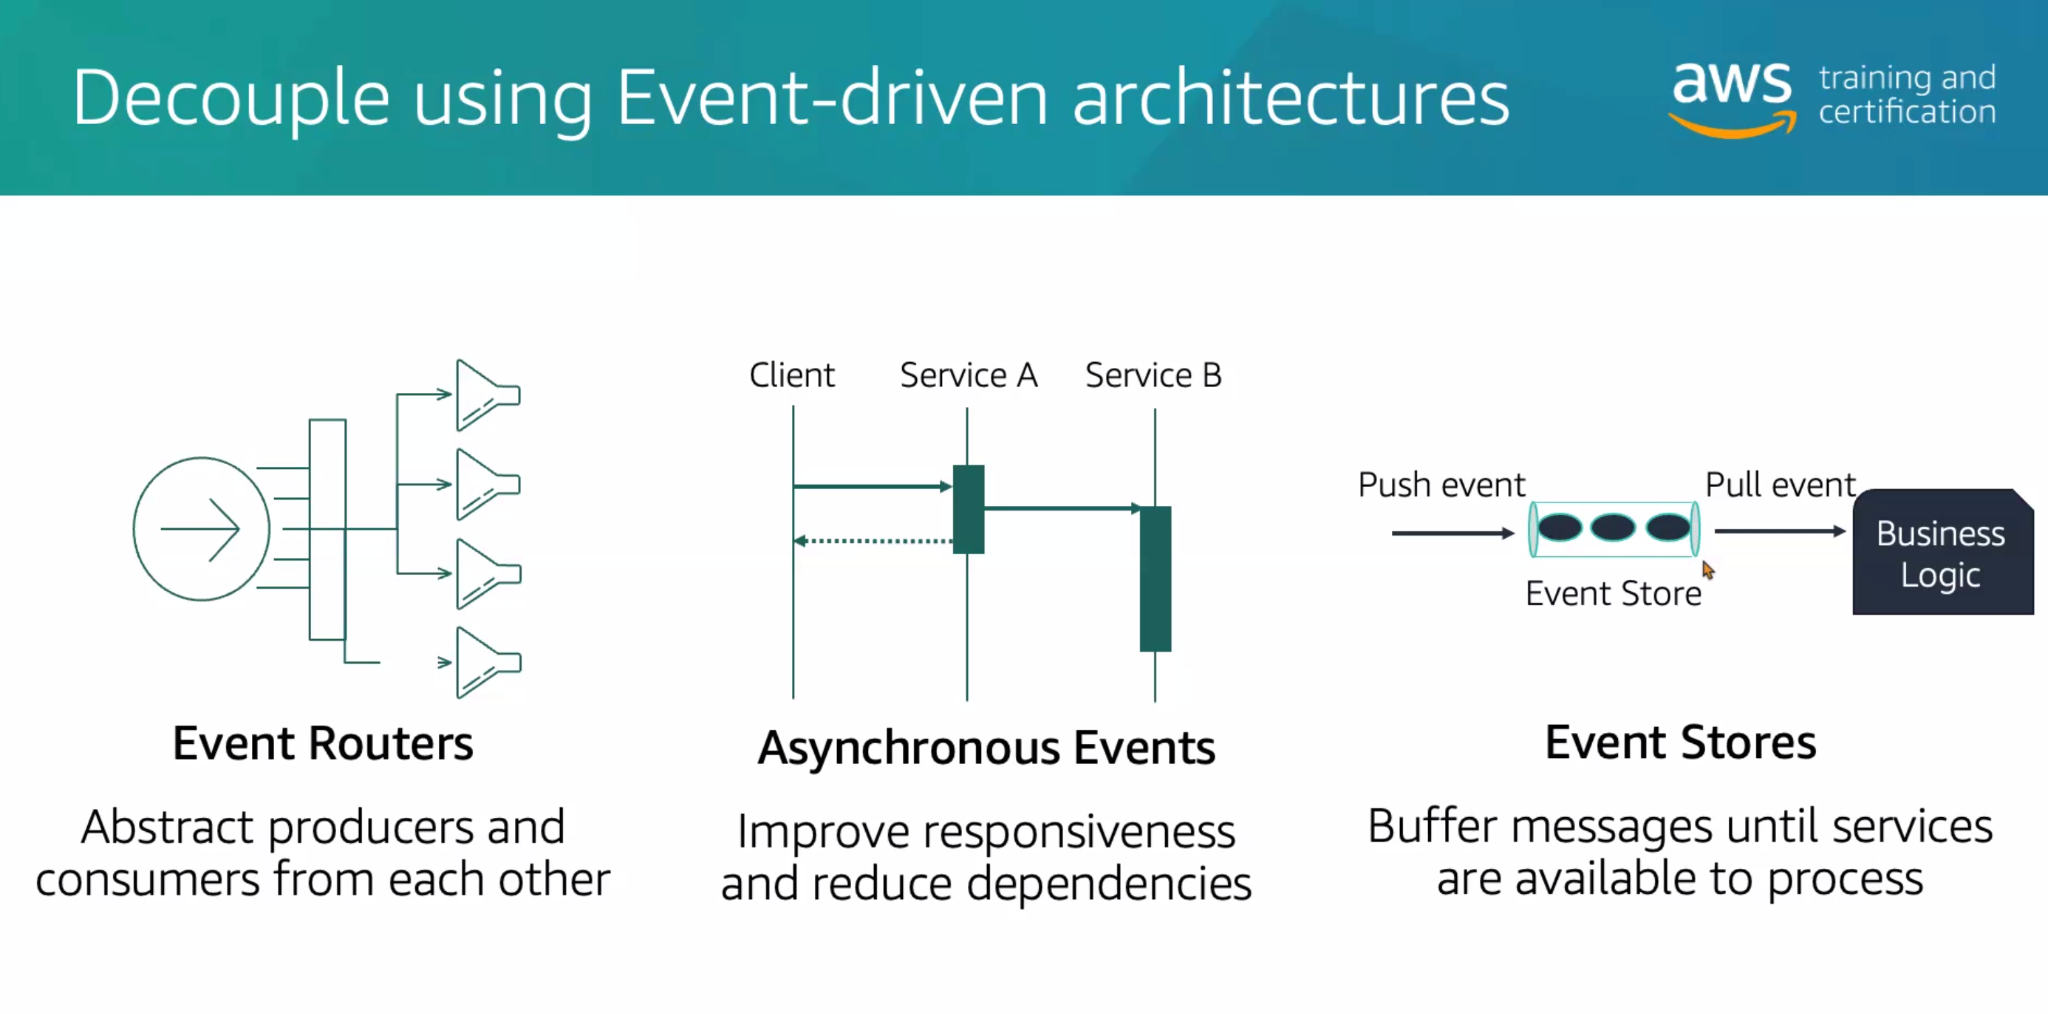 Decouple using Event-driven architectures
aws
training and
certification
Client
Service A
Service B
Push event
Pull event
Event Store
Business
Logic
Event Routers
Abstract producers and
consumers from each other
Asynchronous Events
Improve responsiveness
and reduce dependencies
Event Stores
Buffer messages until services
are available to process